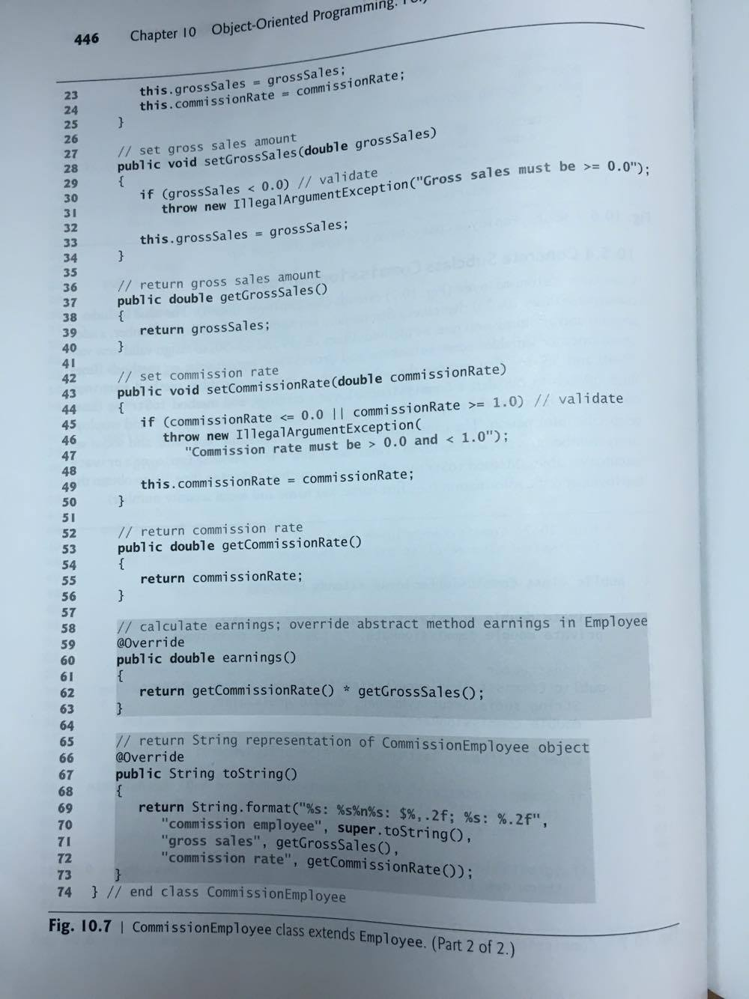 446 Chapter 10 Object-Oriented Programming:
23 this.grossSales = grossSales;
24 this.commissionRate = commissionRate;
25 }
26
27 // set gross sales amount
28 public void setGrossSales(double grossSales)
29 {
30 if (grossSales < 0.0) // validate
31 throw new IllegalArgumentException("Gross sales must be >= 0.0");
32
33 this.grossSales = grossSales;
34 }
35
36 // return gross sales amount
37 public double getGrossSales()
38 {
39 return grossSales;
40 }
41
42 // set commission rate
43 public void setCommissionRate(double commissionRate)
44 {
45 if (commissionRate <= 0.0 || commissionRate >= 1.0) // validate
46 throw new IllegalArgumentException(
47 "Commission rate must be > 0.0 and < 1.0");
48
49 this.commissionRate = commissionRate;
50 }
51
52 // return commission rate
53 public double getCommissionRate()
54 {
55 return commissionRate;
56 }
57
58 // calculate earnings; override abstract method earnings in Employee
59 @Override
60 public double earnings()
61 {
62 return getCommissionRate() * getGrossSales();
63 }
64
65 // return String representation of CommissionEmployee object
66 @Override
67 public String toString()
68 {
69 return String.format("%s: %s%n%s: $%,.2f; %s: %.2f",
70 "commission employee", super.toString(),
71 "gross sales", getGrossSales(),
72 "commission rate", getCommissionRate());
73 }
74 } // end class CommissionEmployee
Fig. 10.7 | CommissionEmployee class extends Employee. (Part 2 of 2.)